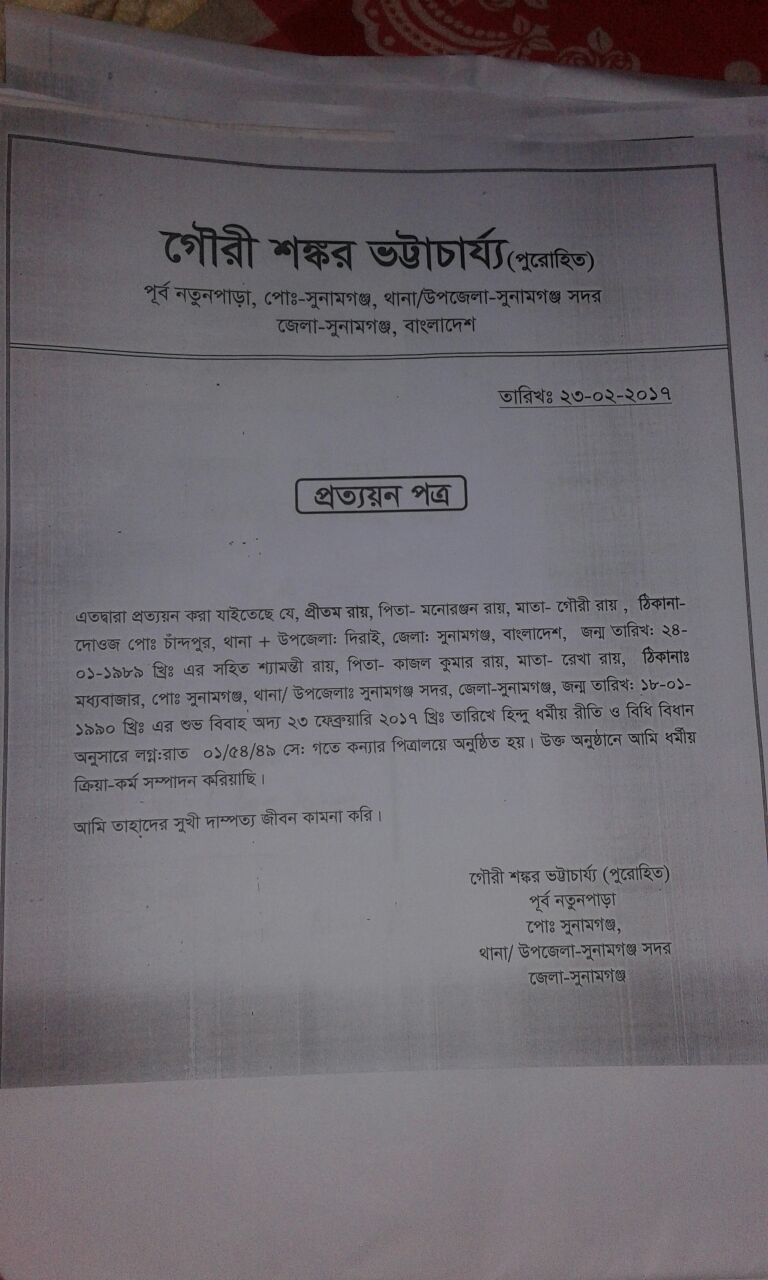 গৌরী শঙ্কর ভট্টাচার্য্য(পুরোহিত)
পূর্ব নতুনপাড়া, পোঃ-সুনামগঞ্জ, থানা/উপজেলা-সুনামগঞ্জ সদর
জেলা-সুনামগঞ্জ, বাংলাদেশ
তারিখঃ ২৩-০২-২০১৭
প্রত্যয়ন পত্র
এতদ্বারা প্রত্যয়ন করা যাইতেছে যে, প্রীতম রায়, পিতা- মনোরঞ্জন রায়, মাতা- গৌরী রায় , ঠিকানা-
দোওজ পোঃ চাঁন্দপুর, থানা + উপজেলাঃ দিরাই, জেলাঃ সুনামগঞ্জ, বাংলাদেশ, জন্ম তারিখঃ ২৪-
০১-১৯৮৯ খ্রিঃ এর সহিত শ্যামন্তী রায়, পিতা- কাজল কুমার রায়, মাতা- রেখা রায়, ঠিকানাঃ
মধ্যবাজার, পোঃ সুনামগঞ্জ, থানা/ উপজেলাঃ সুনামগঞ্জ সদর, জেলা-সুনামগঞ্জ, জন্ম তারিখঃ ১৮-০১-
১৯৯০ খ্রিঃ এর শুভ বিবাহ অদ্য ২৩ ফেব্রুয়ারি ২০১৭ খ্রিঃ তারিখে হিন্দু ধর্মীয় রীতি ও বিধি বিধান
অনুসারে লগ্ন:রাত ০১/৫৪/৪৯ সেঃ গতে কন্যার পিত্রালয়ে অনুষ্ঠিত হয়। উক্ত অনুষ্ঠানে আমি ধর্মীয়
ক্রিয়া-কর্ম সম্পাদন করিয়াছি।
আমি তাহাদের সুখী দাম্পত্য জীবন কামনা করি।
গৌরী শঙ্কর ভট্টাচার্য্য (পুরোহিত)
পূর্ব নতুনপাড়া
পোঃ সুনামগঞ্জ,
থানা/ উপজেলা-সুনামগঞ্জ সদর
জেলা-সুনামগঞ্জ